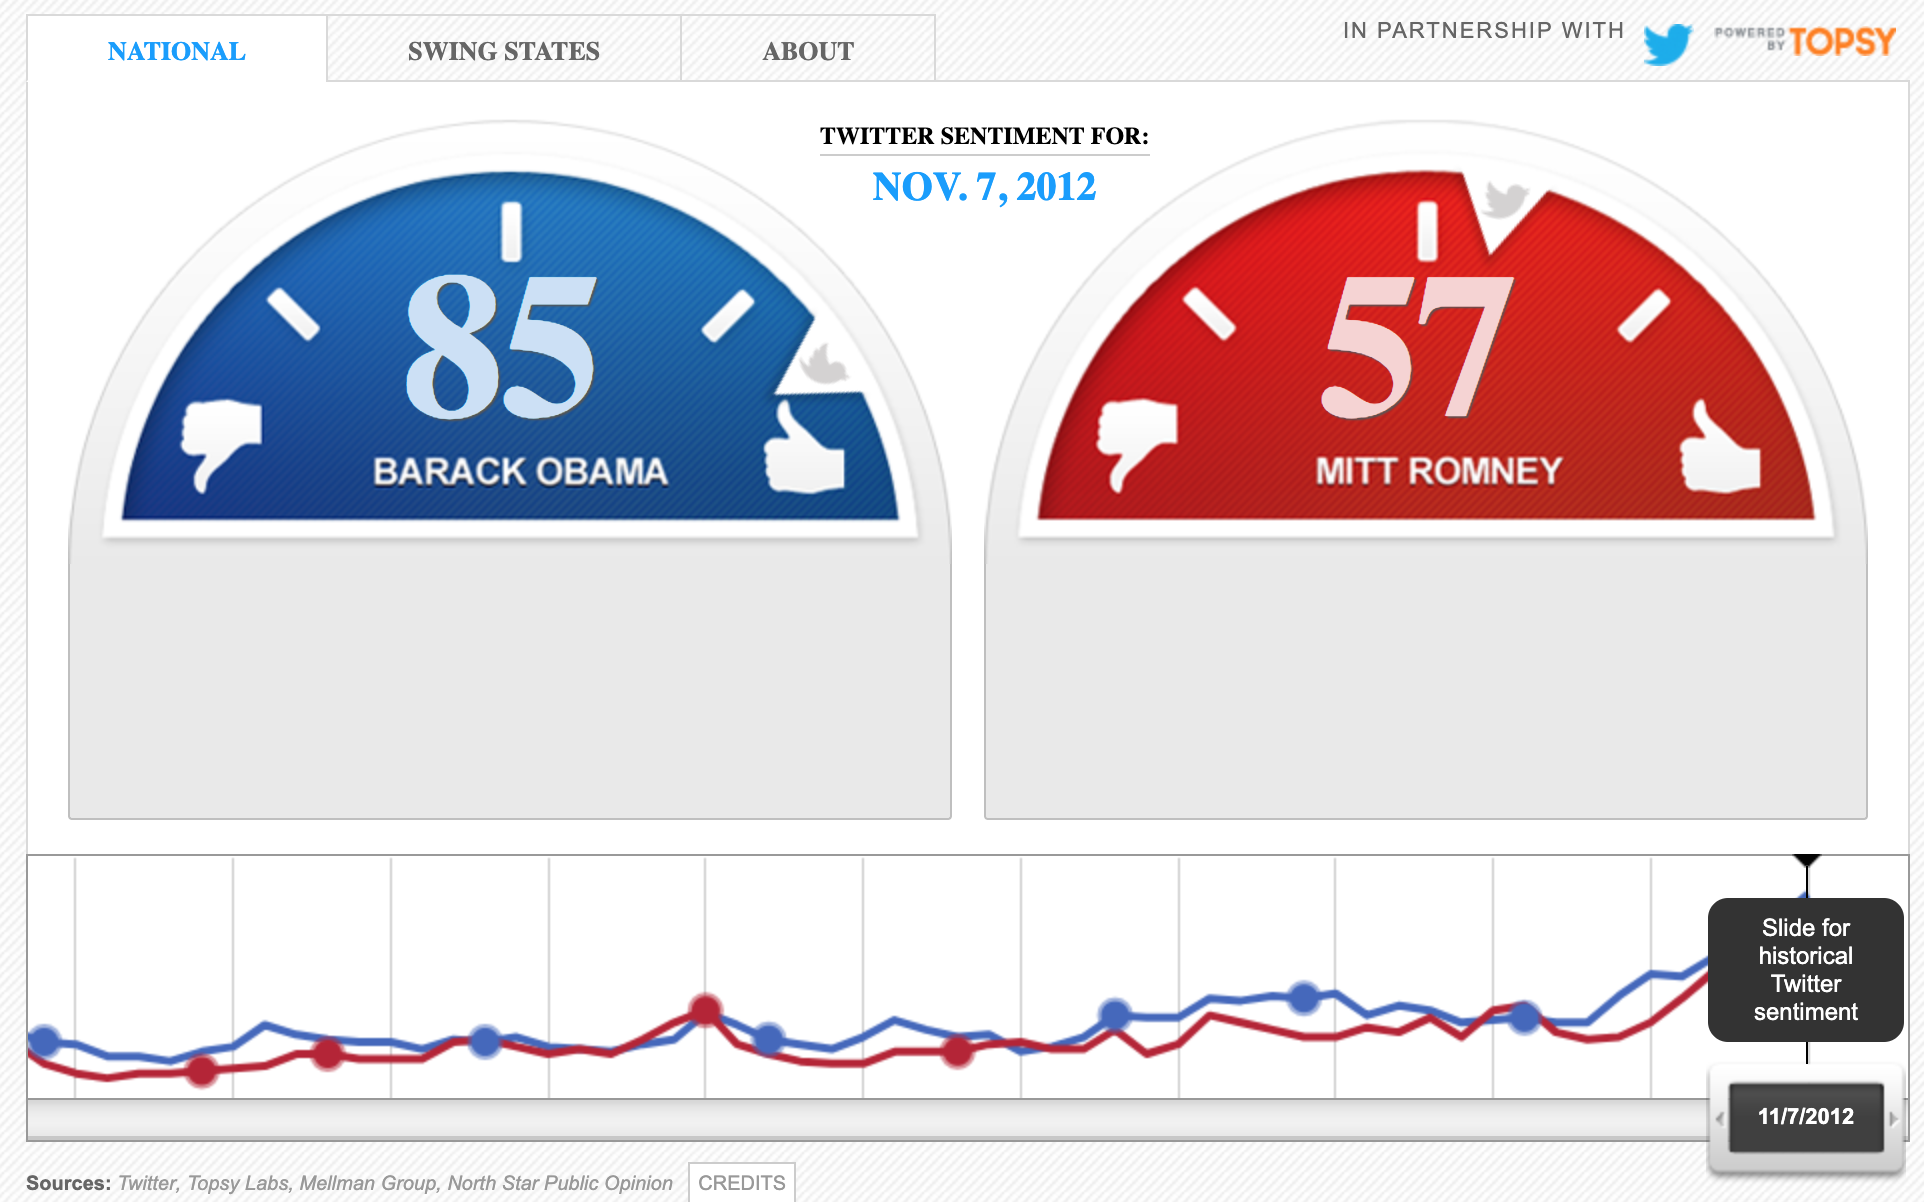 NATIONAL
SWING STATES
ABOUT
IN PARTNERSHIP WITH
POWERED
BY
TOPSY
TWITTER SENTIMENT FOR:
NOV. 7, 2012
85
BARACK OBAMA
57
MITT ROMNEY
Slide for
historical
Twitter
sentiment
11/7/2012
Sources: Twitter, Topsy Labs, Mellman Group, North Star Public Opinion
CREDITS